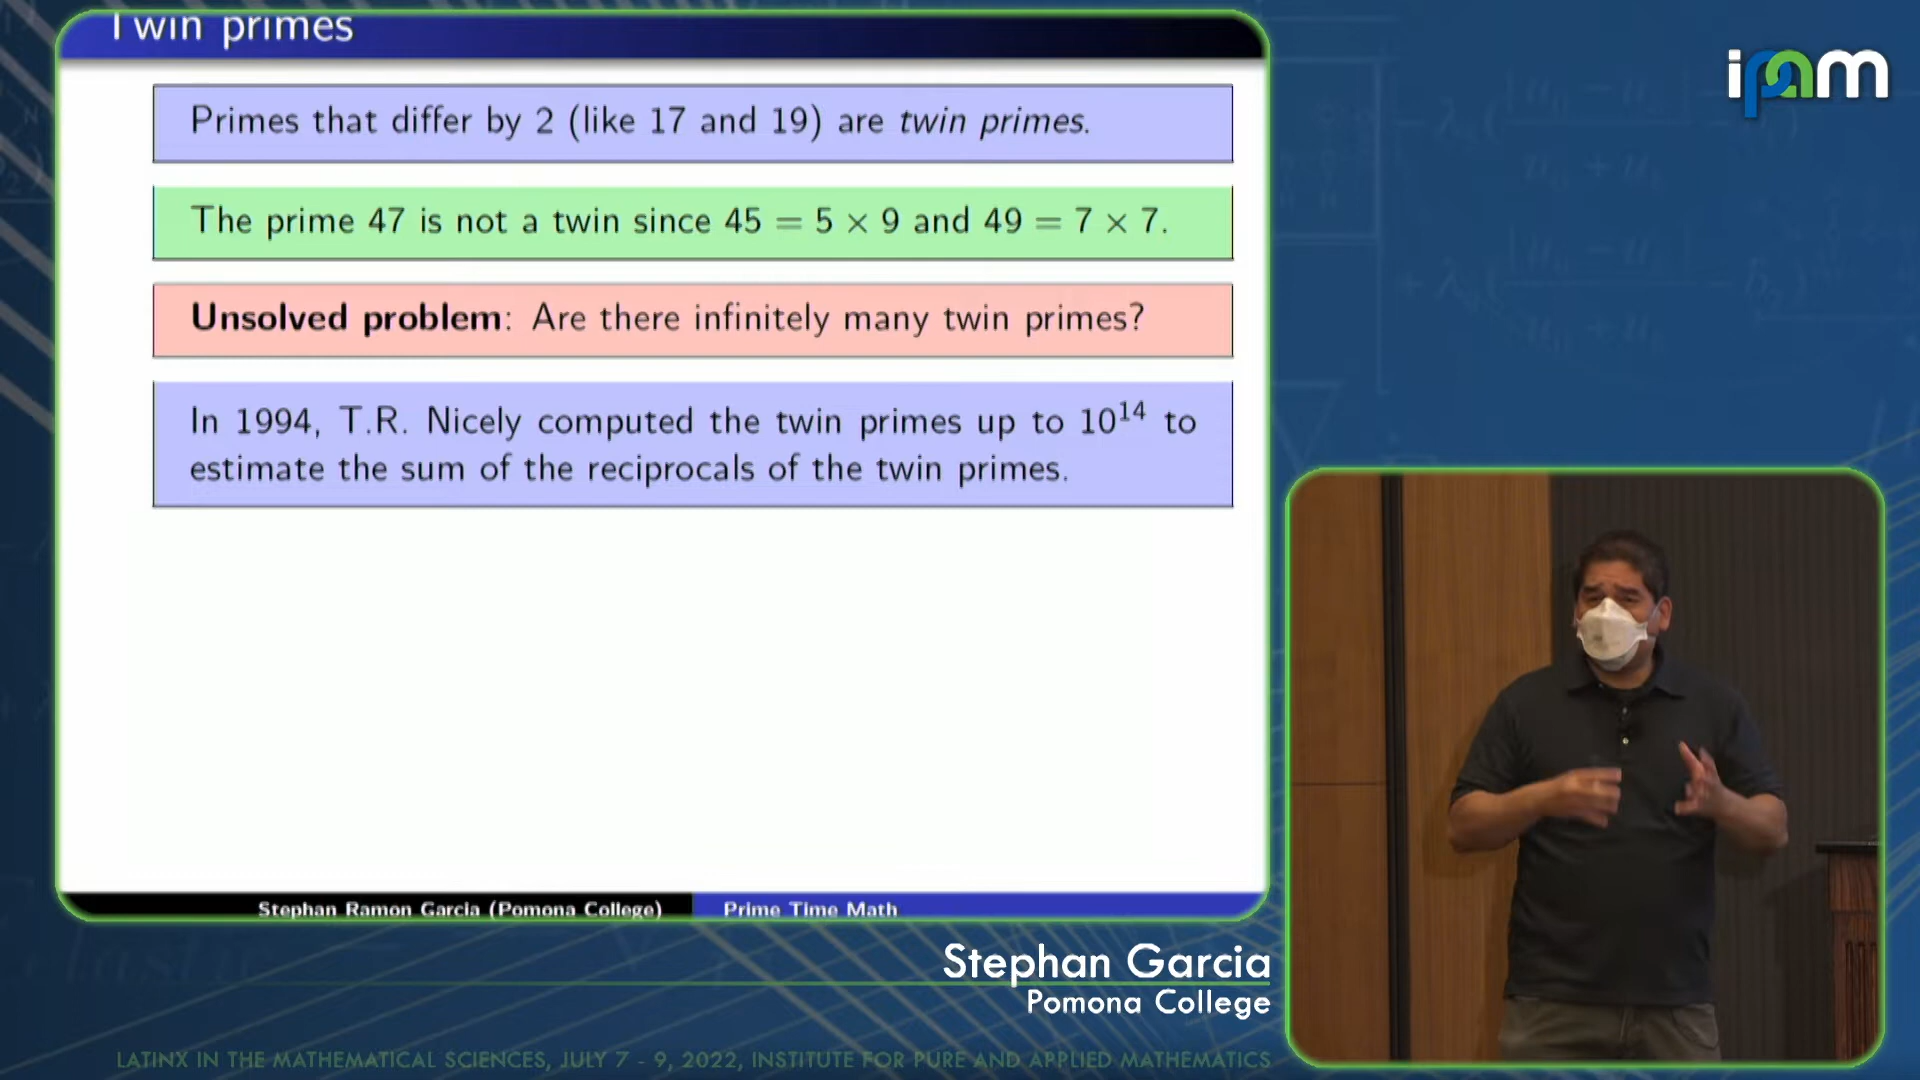 Twin primes
ipam
Primes that differ by 2 (like 17 and 19) are twin primes.
The prime 47 is not a twin since 45 = 5 × 9 and 49 = 7 × 7.
Unsolved problem: Are there infinitely many twin primes?
In 1994, T.R. Nicely computed the twin primes up to 10¹⁴ to
estimate the sum of the reciprocals of the twin primes.
Stephan Ramon Garcia (Pomona College)
Prime Time Math
Stephan Garcia
Pomona College
LATINX IN THE MATHEMATICAL SCIENCES, JULY 7 - 9, 2022, INSTITUTE FOR PURE AND APPLIED MATHEMATICS